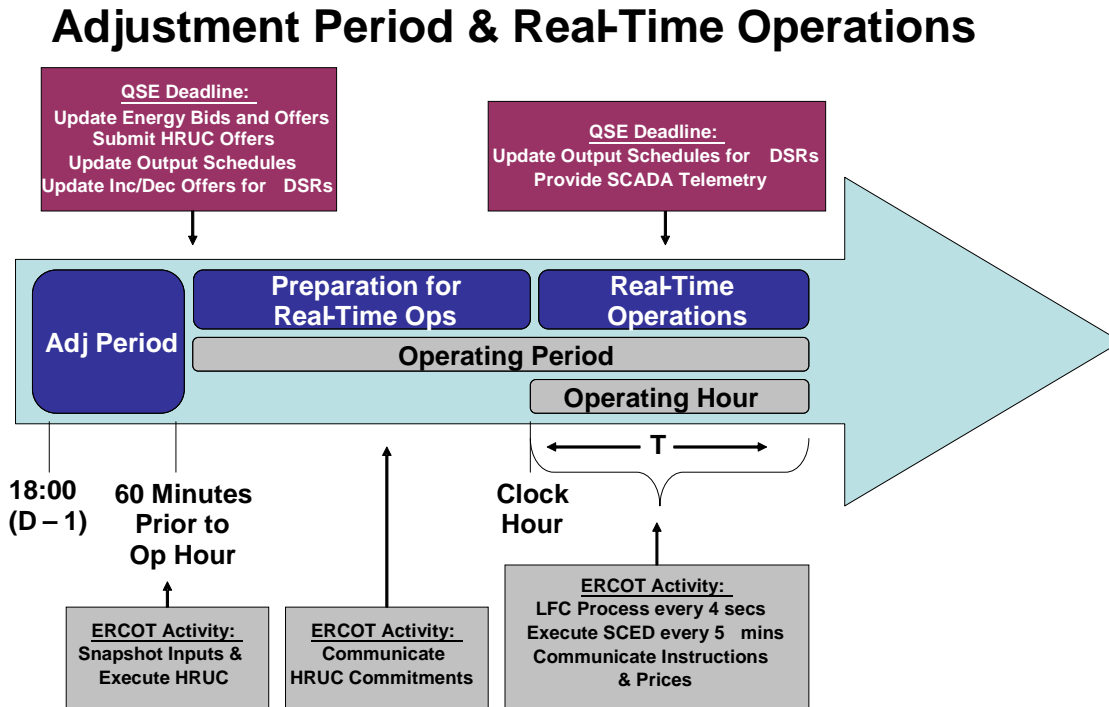 Adjustment Period & Real-Time Operations
QSE Deadline:
Update Energy Bids and Offers
Submit HRUC Offers
Update Output Schedules
Update Inc/Dec Offers for DSRs
QSE Deadline:
Update Output Schedules for DSRs
Provide SCADA Telemetry
Adj Period
Preparation for
Real-Time Ops
Real-Time
Operations
Operating Period
Operating Hour
T
18:00
(D – 1)
60 Minutes
Prior to
Op Hour
Clock
Hour
ERCOT Activity:
Snapshot Inputs &
Execute HRUC
ERCOT Activity:
Communicate
HRUC Commitments
ERCOT Activity:
LFC Process every 4 secs
Execute SCED every 5 mins
Communicate Instructions
& Prices